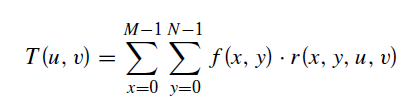 M−1 N−1
T(u, v) = ∑ ∑ f(x, y) · r(x, y, u, v)
x=0 y=0